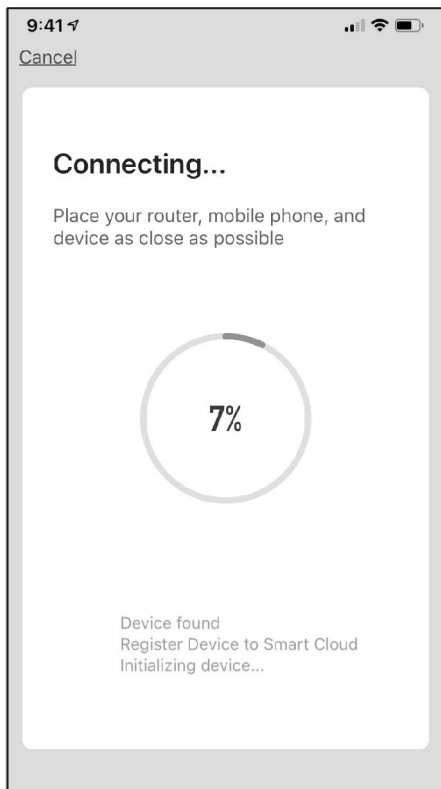 9:41
Cancel
Connecting...
Place your router, mobile phone, and
device as close as possible
7%
Device found
Register Device to Smart Cloud
Initializing device...